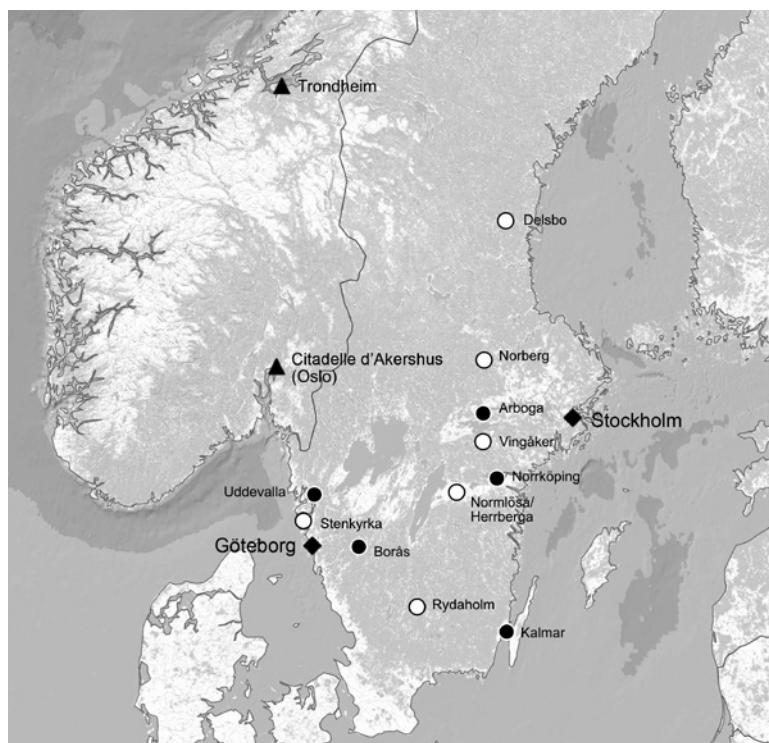 Trondheim
Delsbo
Norberg
Citadelle d'Akershus
(Oslo)
Arboga
Stockholm
Vingåker
Norrköping
Uddevalla
Normlösa/
Herrberga
Stenkyrka
Göteborg
Borås
Rydaholm
Kalmar